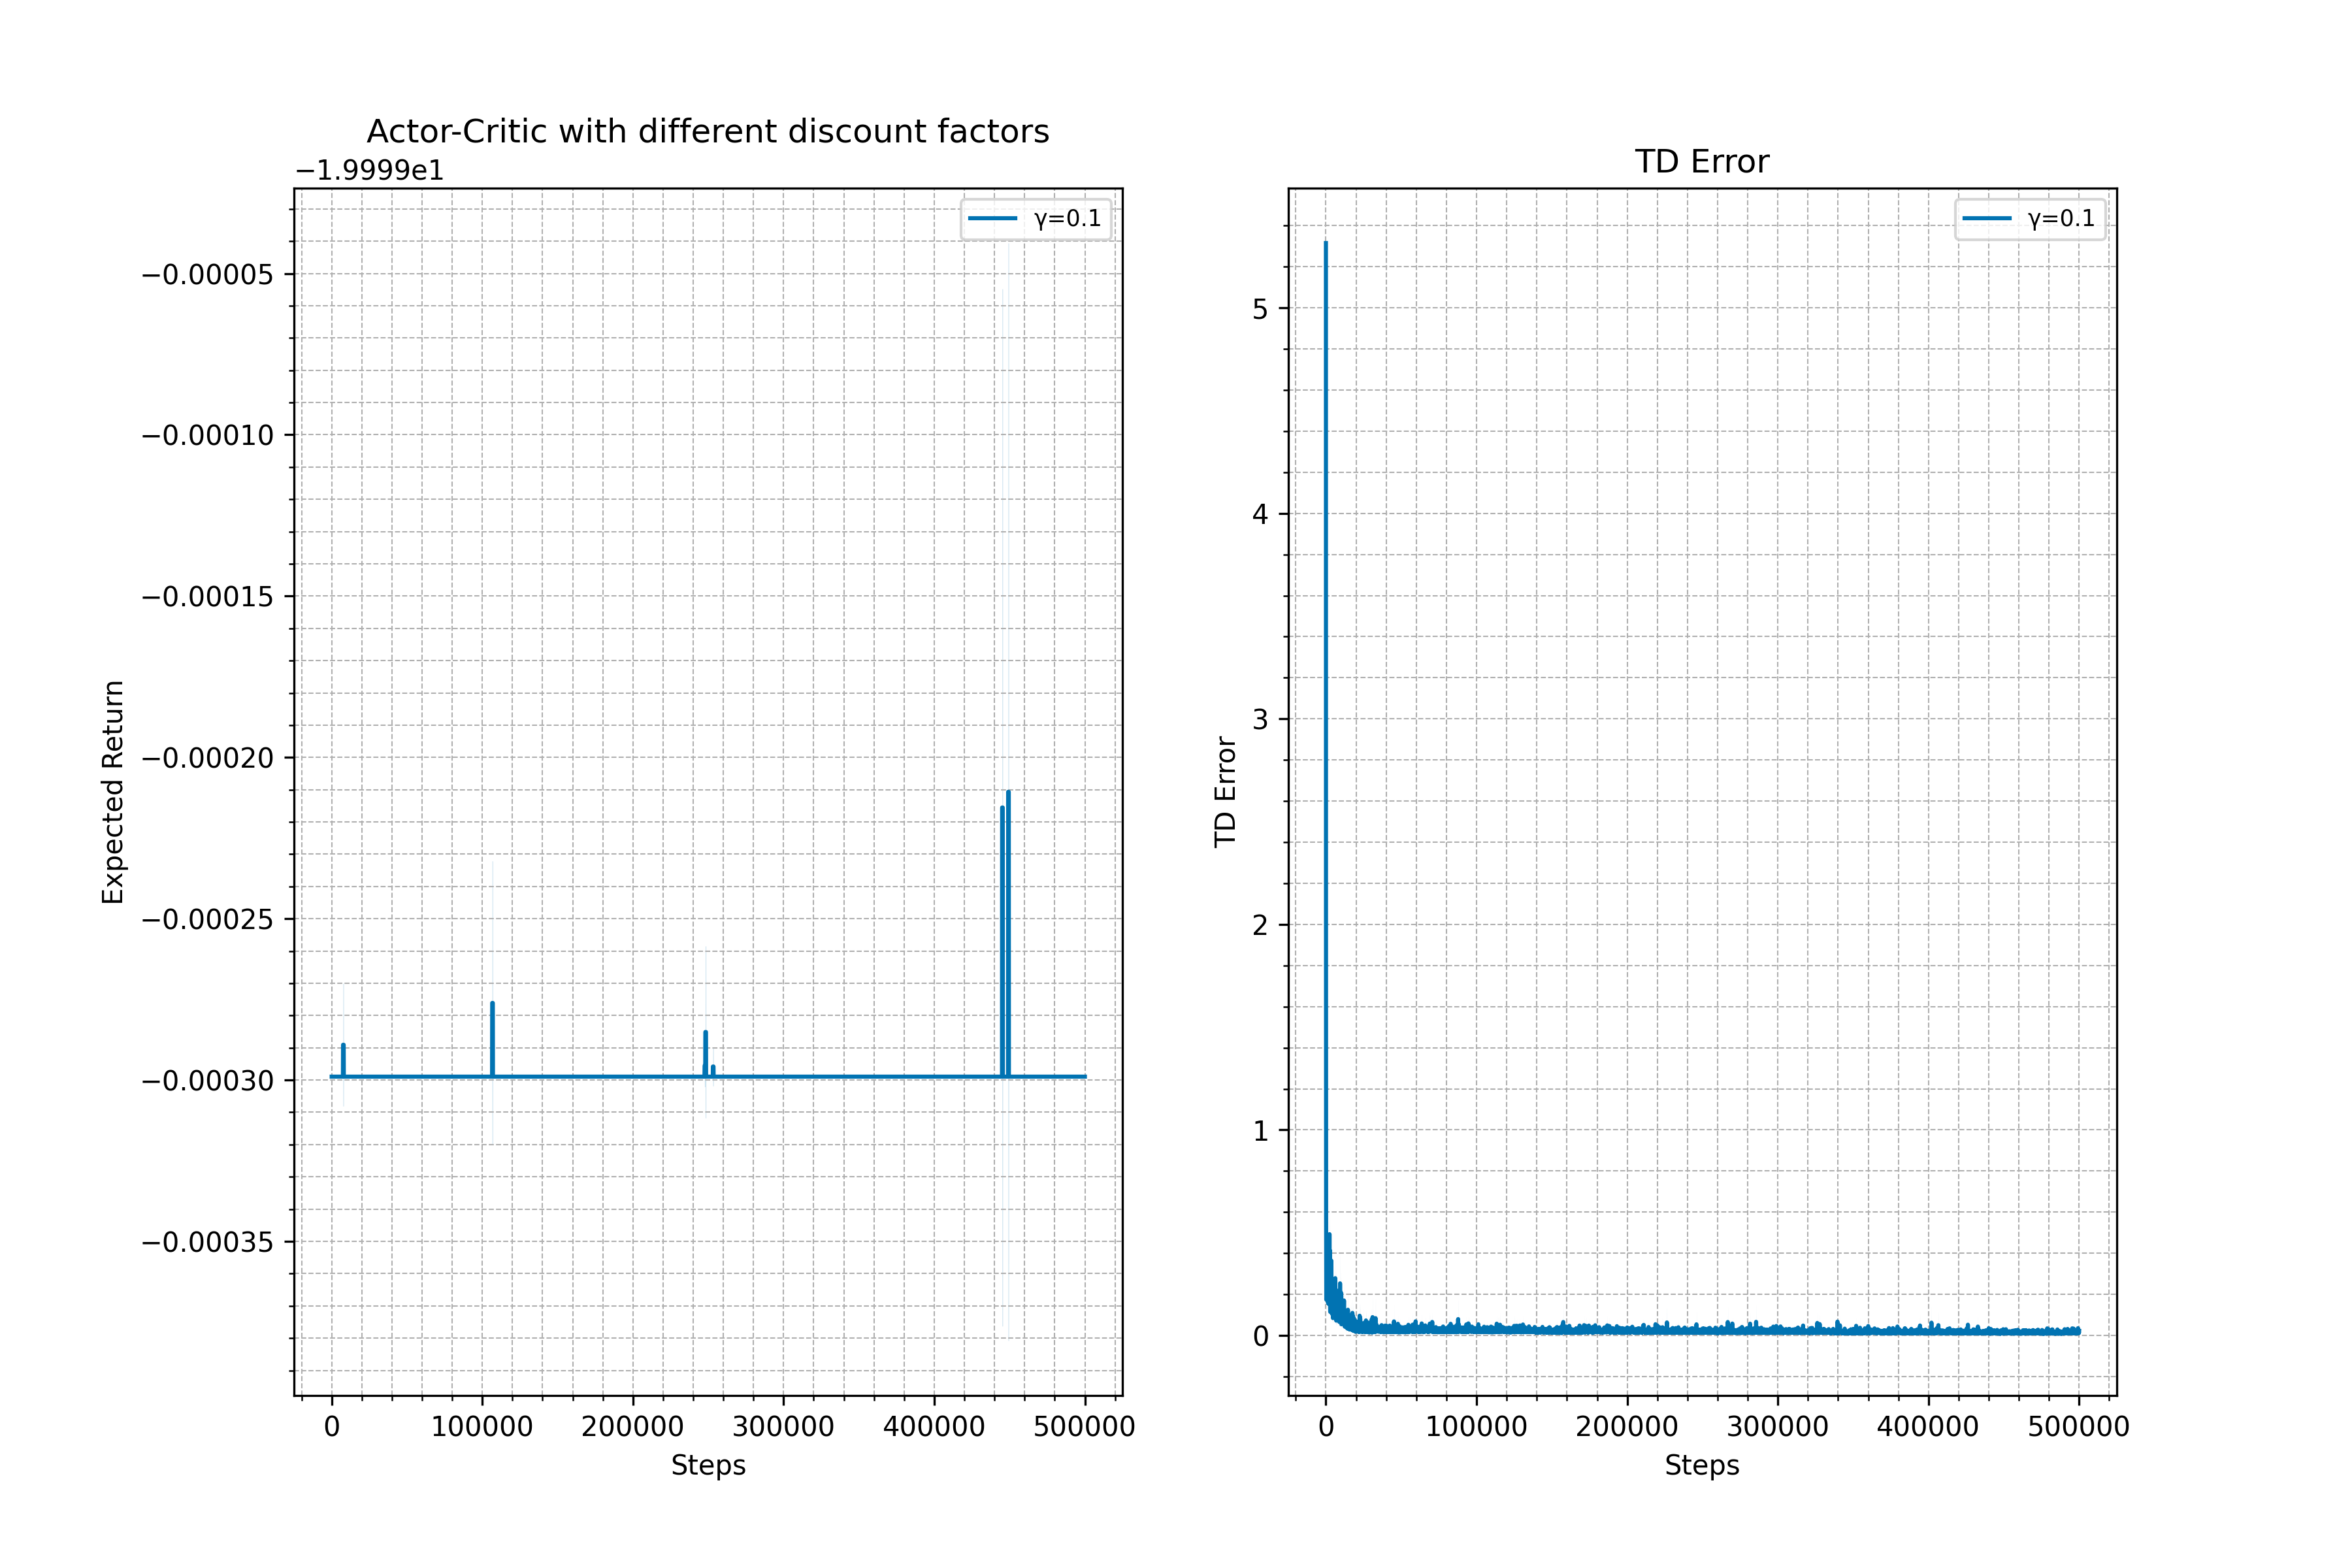 Actor-Critic with different discount factors
−1.9999e1
γ=0.1
−0.00005
−0.00010
−0.00015
−0.00020
−0.00025
−0.00030
−0.00035
Expected Return
0 100000 200000 300000 400000 500000
Steps
TD Error
γ=0.1
5
4
3
2
1
0
TD Error
0 100000 200000 300000 400000 500000
Steps